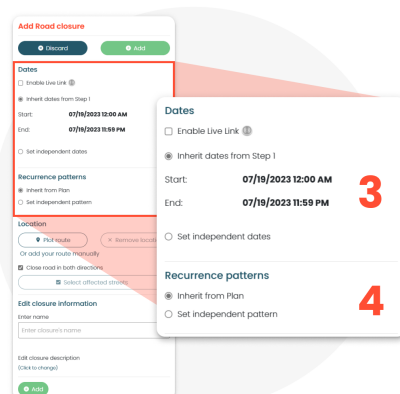 Add Road closure
Discard
Add
Dates
Enable Live Link
Inherit dates from Step 1
Start: 07/19/2023 12:00 AM
End: 07/19/2023 11:59 PM
Set independent dates
Recurrence patterns
Inherit from Plan
Set independent pattern
Location
Plot route
Remove locati
Or add your route manually
Close road in both directions
Select affected streets
Edit closure information
Enter name
Enter closure's name
Edit closure description
(Click to change)
Add
Dates
Enable Live Link
Inherit dates from Step 1
Start: 07/19/2023 12:00 AM
End: 07/19/2023 11:59 PM
3
Set independent dates
Recurrence patterns
Inherit from Plan
Set independent pattern
4